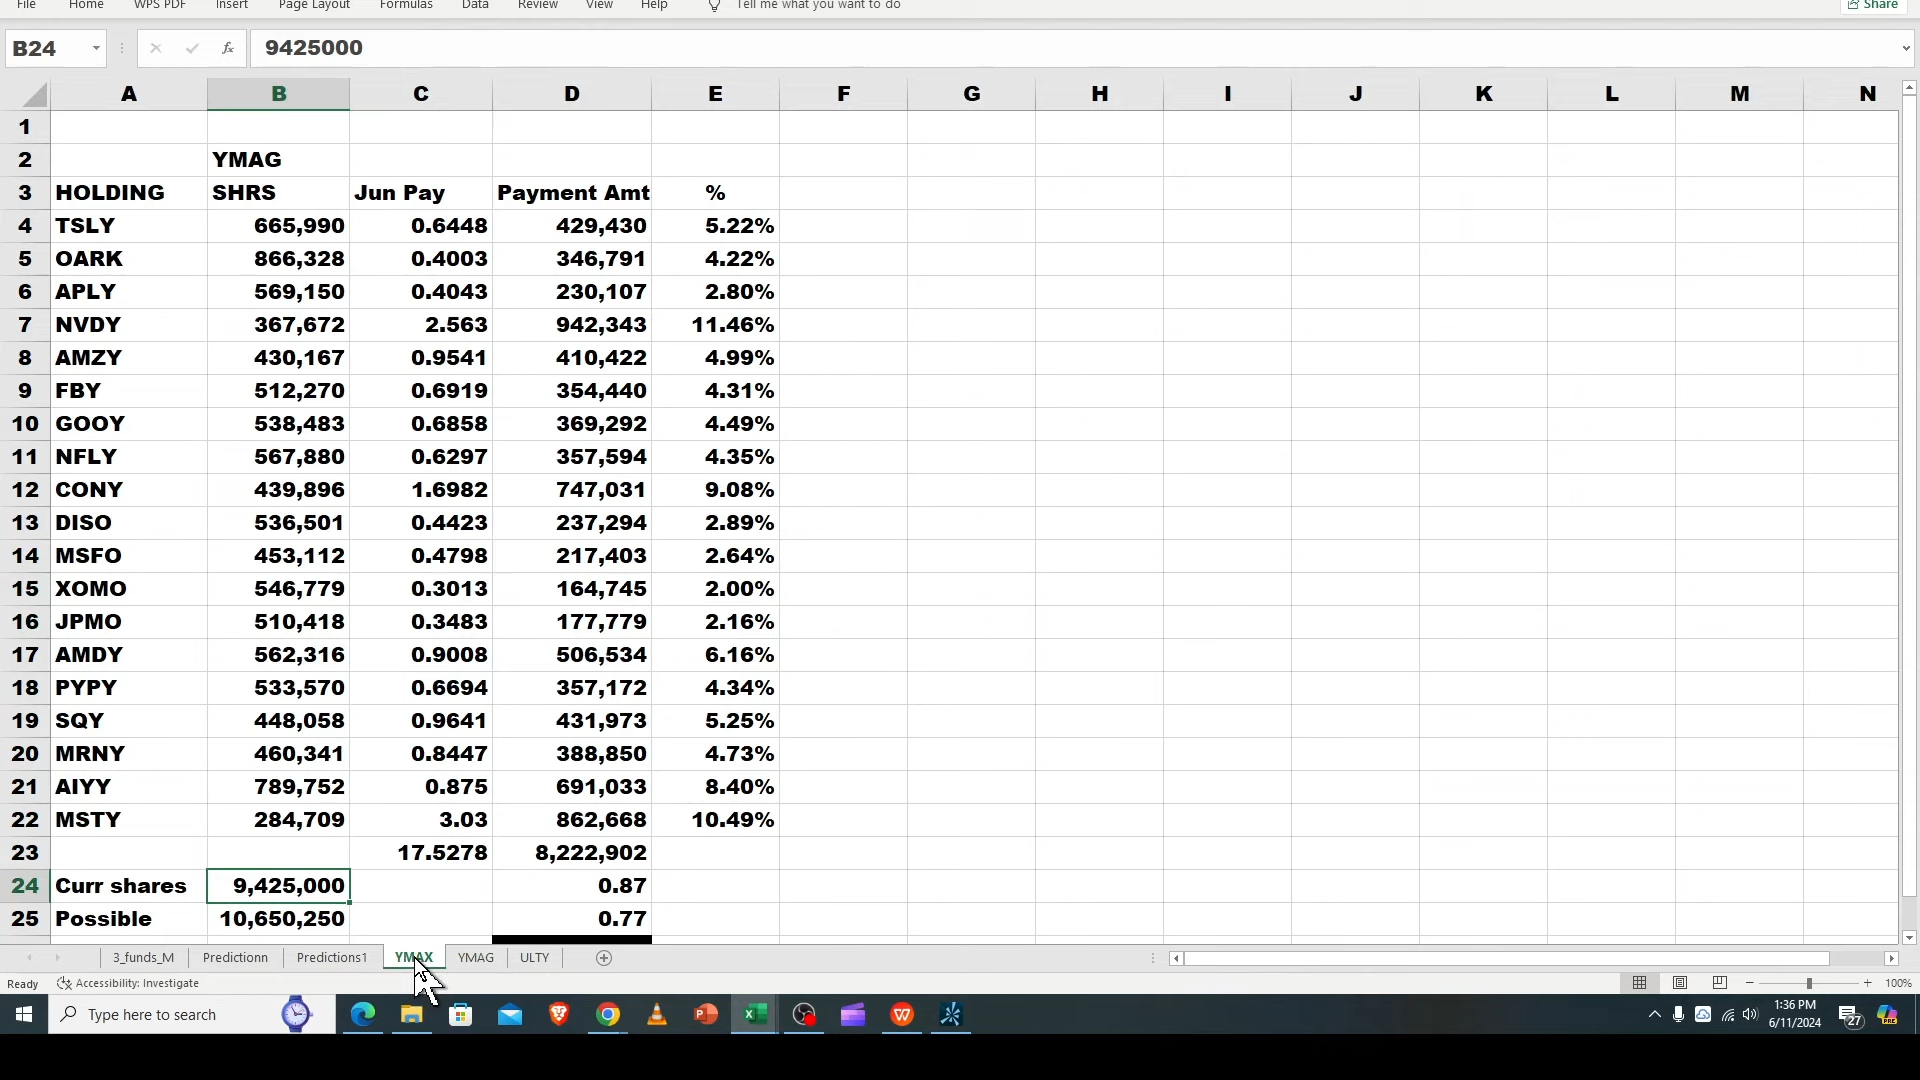 File Home WPS PDF Insert Page Layout Formulas Data Review View Help Tell me what you want to do Share
B24 fx 9425000
A B C D E F G H I J K L M N
1
2 YMAG
3 HOLDING SHRS Jun Pay Payment Amt %
4 TSLY 665,990 0.6448 429,430 5.22%
5 OARK 866,328 0.4003 346,791 4.22%
6 APLY 569,150 0.4043 230,107 2.80%
7 NVDY 367,672 2.563 942,343 11.46%
8 AMZY 430,167 0.9541 410,422 4.99%
9 FBY 512,270 0.6919 354,440 4.31%
10 GOOY 538,483 0.6858 369,292 4.49%
11 NFLY 567,880 0.6297 357,594 4.35%
12 CONY 439,896 1.6982 747,031 9.08%
13 DISO 536,501 0.4423 237,294 2.89%
14 MSFO 453,112 0.4798 217,403 2.64%
15 XOMO 546,779 0.3013 164,745 2.00%
16 JPMO 510,418 0.3483 177,779 2.16%
17 AMDY 562,316 0.9008 506,534 6.16%
18 PYPY 533,570 0.6694 357,172 4.34%
19 SQY 448,058 0.9641 431,973 5.25%
20 MRNY 460,341 0.8447 388,850 4.73%
21 AIYY 789,752 0.875 691,033 8.40%
22 MSTY 284,709 3.03 862,668 10.49%
23 17.5278 8,222,902
24 Curr shares 9,425,000 0.87
25 Possible 10,650,250 0.77
3_funds_M Predictionn Predictions1 YMAX YMAG ULTY
Ready Accessibility: Investigate 100%
Type here to search 1:36 PM
6/11/2024 27